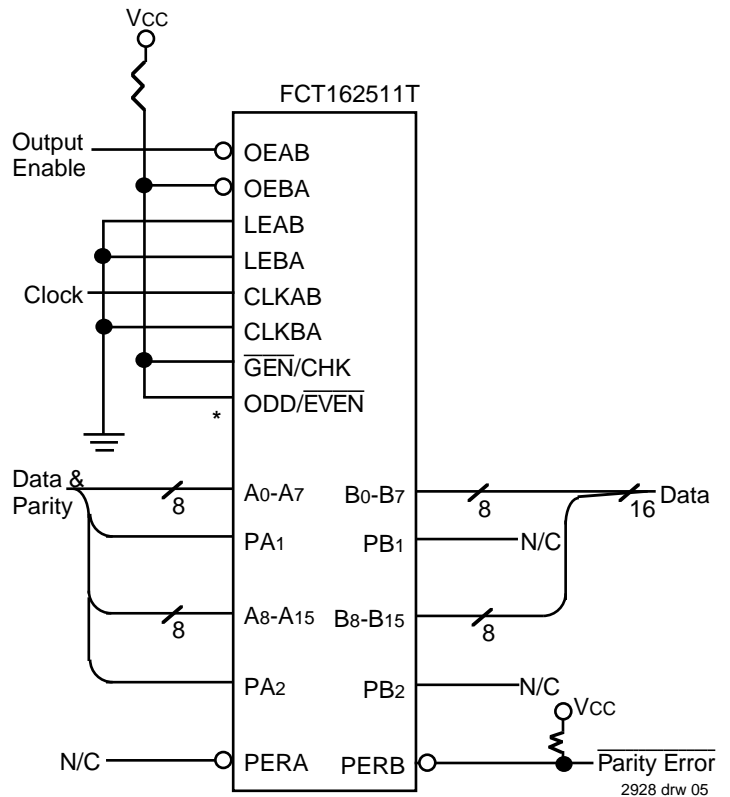 VCC
FCT162511T
Output
Enable
OEAB
OEBA
LEAB
LEBA
Clock
CLKAB
CLKBA
GEN/CHK
ODD/EVEN
*
Data &
Parity
8
A0-A7
B0-B7
8
16
Data
PA1
PB1
N/C
8
A8-A15
B8-B15
8
PA2
PB2
N/C
VCC
N/C
PERA
PERB
Parity Error
2928 drw 05